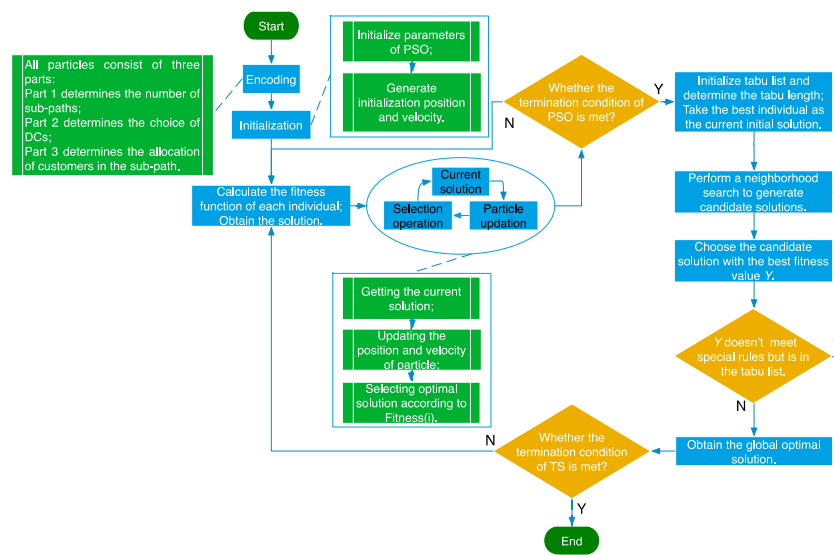 Start
All particles consist of three
parts:
Part 1 determines the number of
sub-paths;
Part 2 determines the choice of
DCs;
Part 3 determines the allocation
of customers in the sub-path.
Encoding
Initialization
Initialize parameters
of PSO;
Generate
initialization position
and velocity.
Whether the
termination condition
of PSO is met?
Y
N
Initialize tabu list and
determine the tabu length;
Take the best individual as
the current initial solution.
Calculate the fitness
function of each individual;
Obtain the solution.
Current
solution
Selection
operation
Particle
updation
Perform a neighborhood
search to generate
candidate solutions.
Choose the candidate
solution with the best fitness
value Y.
Getting the current
solution;
Updating the
position and velocity
of particle;
Selecting optimal
solution according to
Fitness(i).
Y doesn't meet
special rules but is in
the tabu list.
N
Obtain the global optimal
solution.
Whether the
termination condition
of TS is met?
N
Y
End